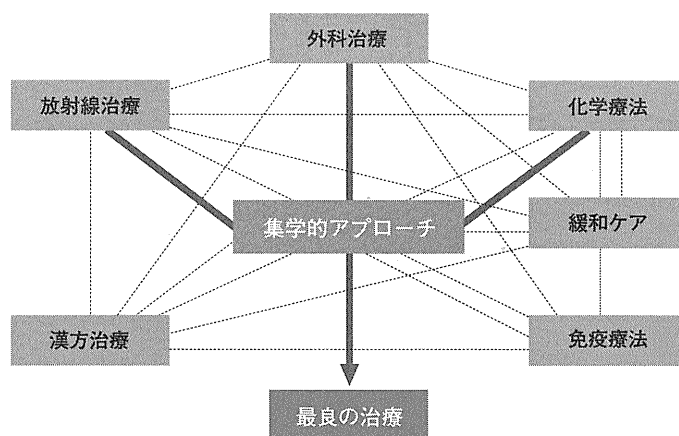 外科治療
放射線治療
化学療法
集学的アプローチ
緩和ケア
漢方治療
免疫療法
最良の治療